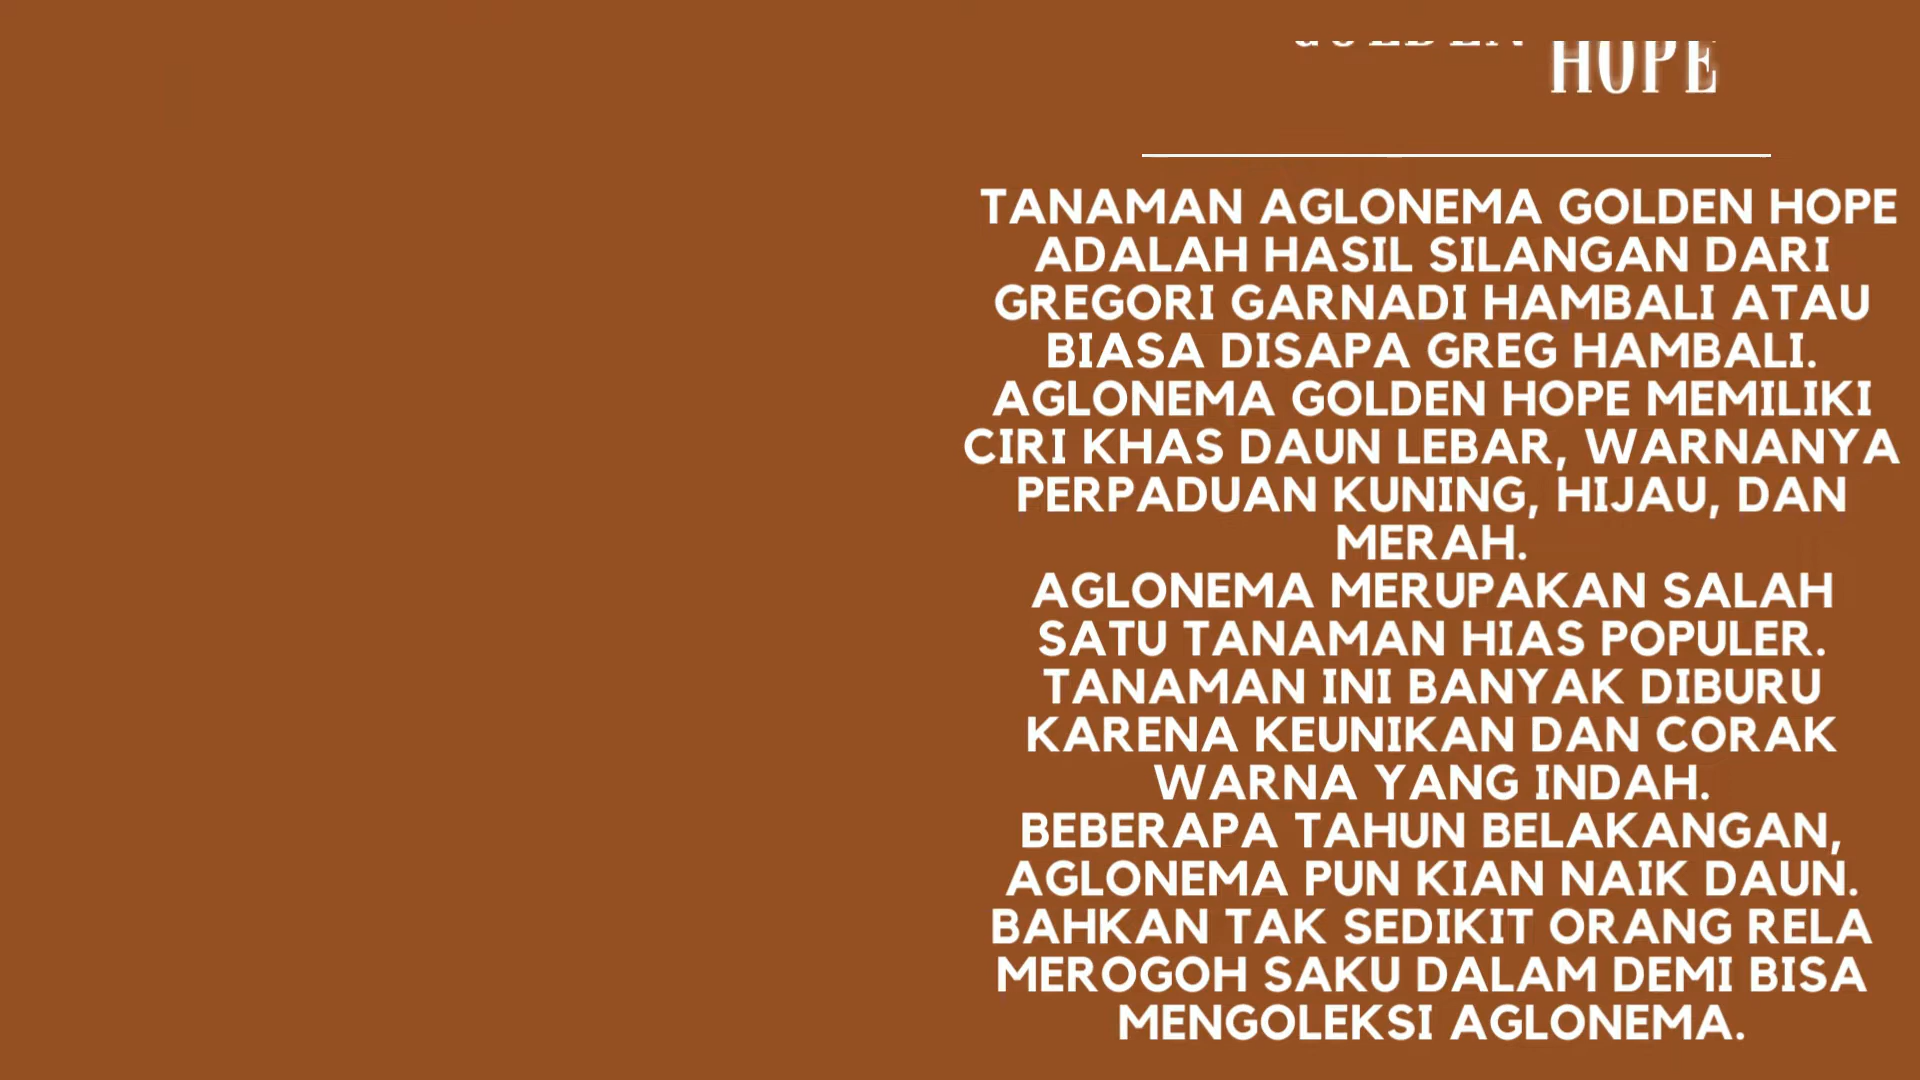 HOPE
TANAMAN AGLONEMA GOLDEN HOPE
ADALAH HASIL SILANGAN DARI
GREGORI GARNADI HAMBALI ATAU
BIASA DISAPA GREG HAMBALI.
AGLONEMA GOLDEN HOPE MEMILIKI
CIRI KHAS DAUN LEBAR, WARNANYA
PERPADUAN KUNING, HIJAU, DAN
MERAH.
AGLONEMA MERUPAKAN SALAH
SATU TANAMAN HIAS POPULER.
TANAMAN INI BANYAK DIBURU
KARENA KEUNIKAN DAN CORAK
WARNA YANG INDAH.
BEBERAPA TAHUN BELAKANGAN,
AGLONEMA PUN KIAN NAIK DAUN.
BAHKAN TAK SEDIKIT ORANG RELA
MEROGOH SAKU DALAM DEMI BISA
MENGOLEKSI AGLONEMA.